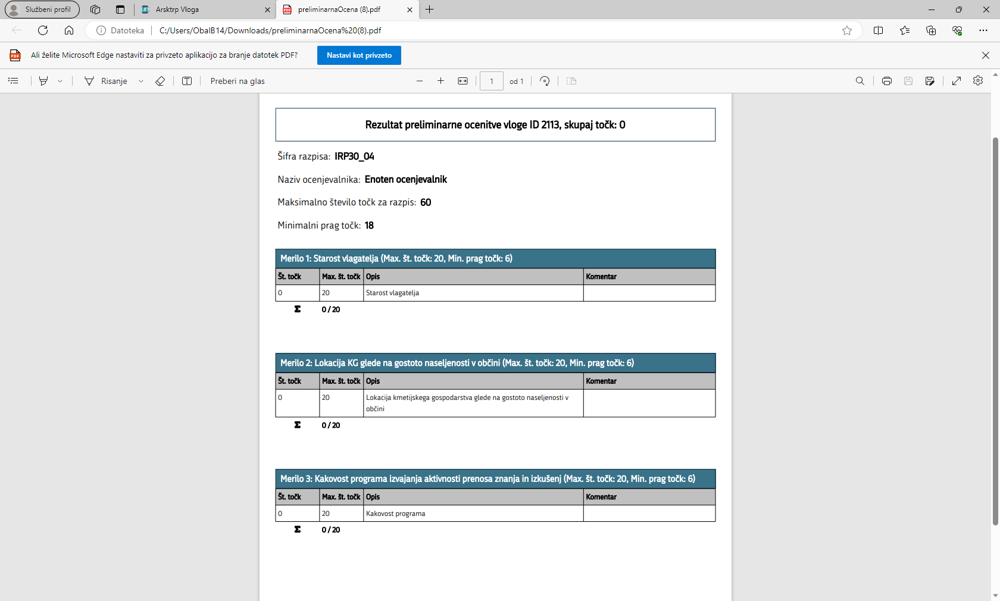 Službeni profil
Arsktrp Vloga
preliminarnaOcena (8).pdf
Datoteka
C:/Users/ObalB14/Downloads/preliminarnaOcena%20(8).pdf
PDF
Ali želite Microsoft Edge nastaviti za privzeto aplikacijo za branje datotek PDF?
Nastavi kot privzeto
Risanje
Preberi na glas
1
od 1
Rezultat preliminarne ocenitve vloge ID 2113, skupaj točk: 0
Šifra razpisa: IRP30_04
Naziv ocenjevalnika: Enoten ocenjevalnik
Maksimalno število točk za razpis: 60
Minimalni prag točk: 18
Merilo 1: Starost vlagatelja (Max. št. točk: 20, Min. prag točk: 6)
Št. točk Max. št. točk Opis Komentar
0 20 Starost vlagatelja
Σ 0 / 20
Merilo 2: Lokacija KG glede na gostoto naseljenosti v občini (Max. št. točk: 20, Min. prag točk: 6)
Št. točk Max. št. točk Opis Komentar
0 20 Lokacija kmetijskega gospodarstva glede na gostoto naseljenosti v
občini
Σ 0 / 20
Merilo 3: Kakovost programa izvajanja aktivnosti prenosa znanja in izkušenj (Max. št. točk: 20, Min. prag točk: 6)
Št. točk Max. št. točk Opis Komentar
0 20 Kakovost programa
Σ 0 / 20